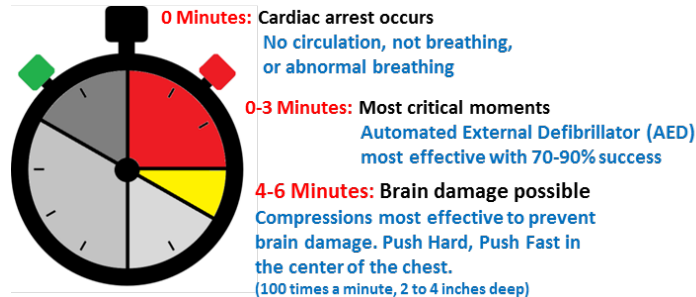 0 Minutes: Cardiac arrest occurs
No circulation, not breathing,
or abnormal breathing
0-3 Minutes: Most critical moments
Automated External Defibrillator (AED)
most effective with 70-90% success
4-6 Minutes: Brain damage possible
Compressions most effective to prevent
brain damage. Push Hard, Push Fast in
the center of the chest.
(100 times a minute, 2 to 4 inches deep)